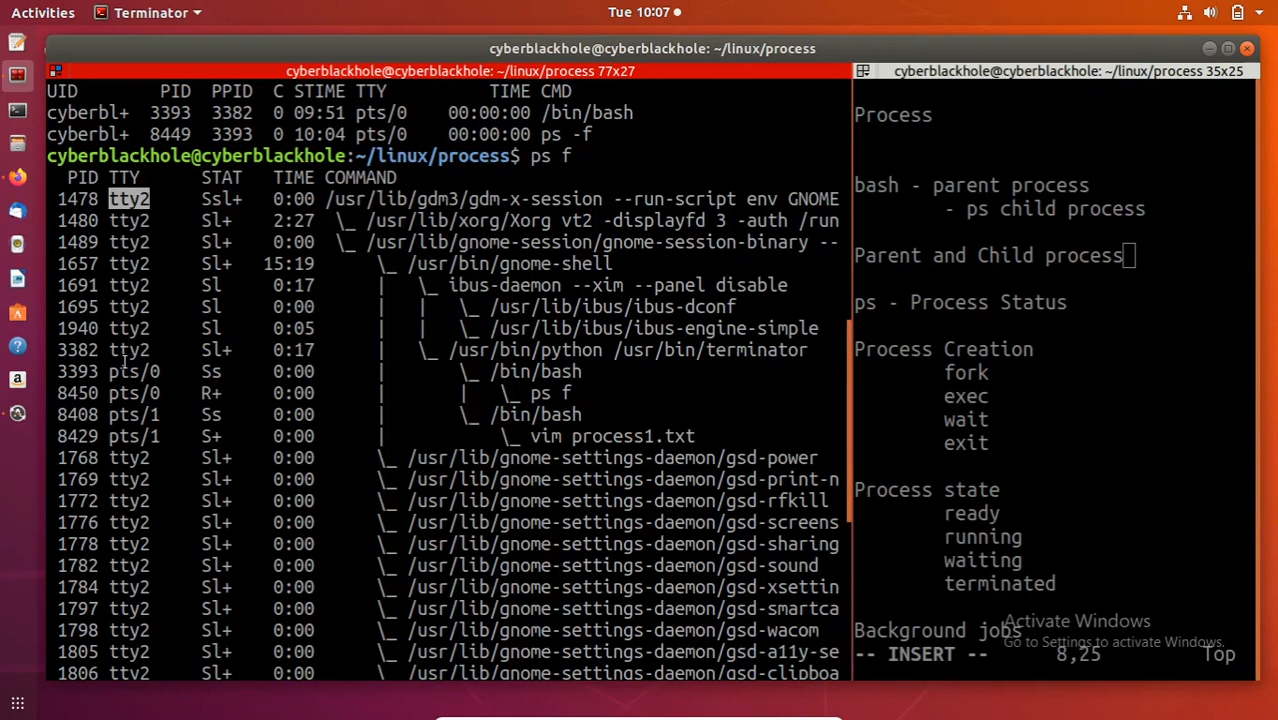 Activities
Terminator
Tue 10:07
cyberblackhole@cyberblackhole: ~/linux/process
cyberblackhole@cyberblackhole: ~/linux/process 77x27
UID PID PPID C STIME TTY TIME CMD
cyberbl+ 3393 3382 0 09:51 pts/0 00:00:00 /bin/bash
cyberbl+ 8449 3393 0 10:04 pts/0 00:00:00 ps -f
cyberblackhole@cyberblackhole:~/linux/process$ ps f
PID TTY STAT TIME COMMAND
1478 tty2 Ssl+ 0:00 /usr/lib/gdm3/gdm-x-session --run-script env GNOME
1480 tty2 Sl+ 2:27 \_ /usr/lib/xorg/Xorg vt2 -displayfd 3 -auth /run
1489 tty2 Sl+ 0:00 \_ /usr/lib/gnome-session/gnome-session-binary --
1657 tty2 Sl+ 15:19 \_ /usr/bin/gnome-shell
1691 tty2 Sl 0:17 | \_ ibus-daemon --xim --panel disable
1695 tty2 Sl 0:00 | | \_ /usr/lib/ibus/ibus-dconf
1940 tty2 Sl 0:05 | | \_ /usr/lib/ibus/ibus-engine-simple
3382 tty2 Sl+ 0:17 | \_ /usr/bin/python /usr/bin/terminator
3393 pts/0 Ss 0:00 | \_ /bin/bash
8450 pts/0 R+ 0:00 | | \_ ps f
8408 pts/1 Ss 0:00 | \_ /bin/bash
8429 pts/1 S+ 0:00 | \_ vim process1.txt
1768 tty2 Sl+ 0:00 \_ /usr/lib/gnome-settings-daemon/gsd-power
1769 tty2 Sl+ 0:00 \_ /usr/lib/gnome-settings-daemon/gsd-print-n
1772 tty2 Sl+ 0:00 \_ /usr/lib/gnome-settings-daemon/gsd-rfkill
1776 tty2 Sl+ 0:00 \_ /usr/lib/gnome-settings-daemon/gsd-screens
1778 tty2 Sl+ 0:00 \_ /usr/lib/gnome-settings-daemon/gsd-sharing
1782 tty2 Sl+ 0:00 \_ /usr/lib/gnome-settings-daemon/gsd-sound
1784 tty2 Sl+ 0:00 \_ /usr/lib/gnome-settings-daemon/gsd-xsettin
1797 tty2 Sl+ 0:00 \_ /usr/lib/gnome-settings-daemon/gsd-smartca
1798 tty2 Sl+ 0:00 \_ /usr/lib/gnome-settings-daemon/gsd-wacom
1805 tty2 Sl+ 0:00 \_ /usr/lib/gnome-settings-daemon/gsd-a11y-se
1806 tty2 Sl+ 0:00 \_ /usr/lib/gnome-settings-daemon/gsd-clipboa
cyberblackhole@cyberblackhole: ~/linux/process 35x25
Process
bash - parent process
- ps child process
Parent and Child process
ps - Process Status
Process Creation
fork
exec
wait
exit
Process state
ready
running
waiting
terminated
Background jobs
-- INSERT -- 8,25 Top
Activate Windows
Go to Settings to activate Windows.